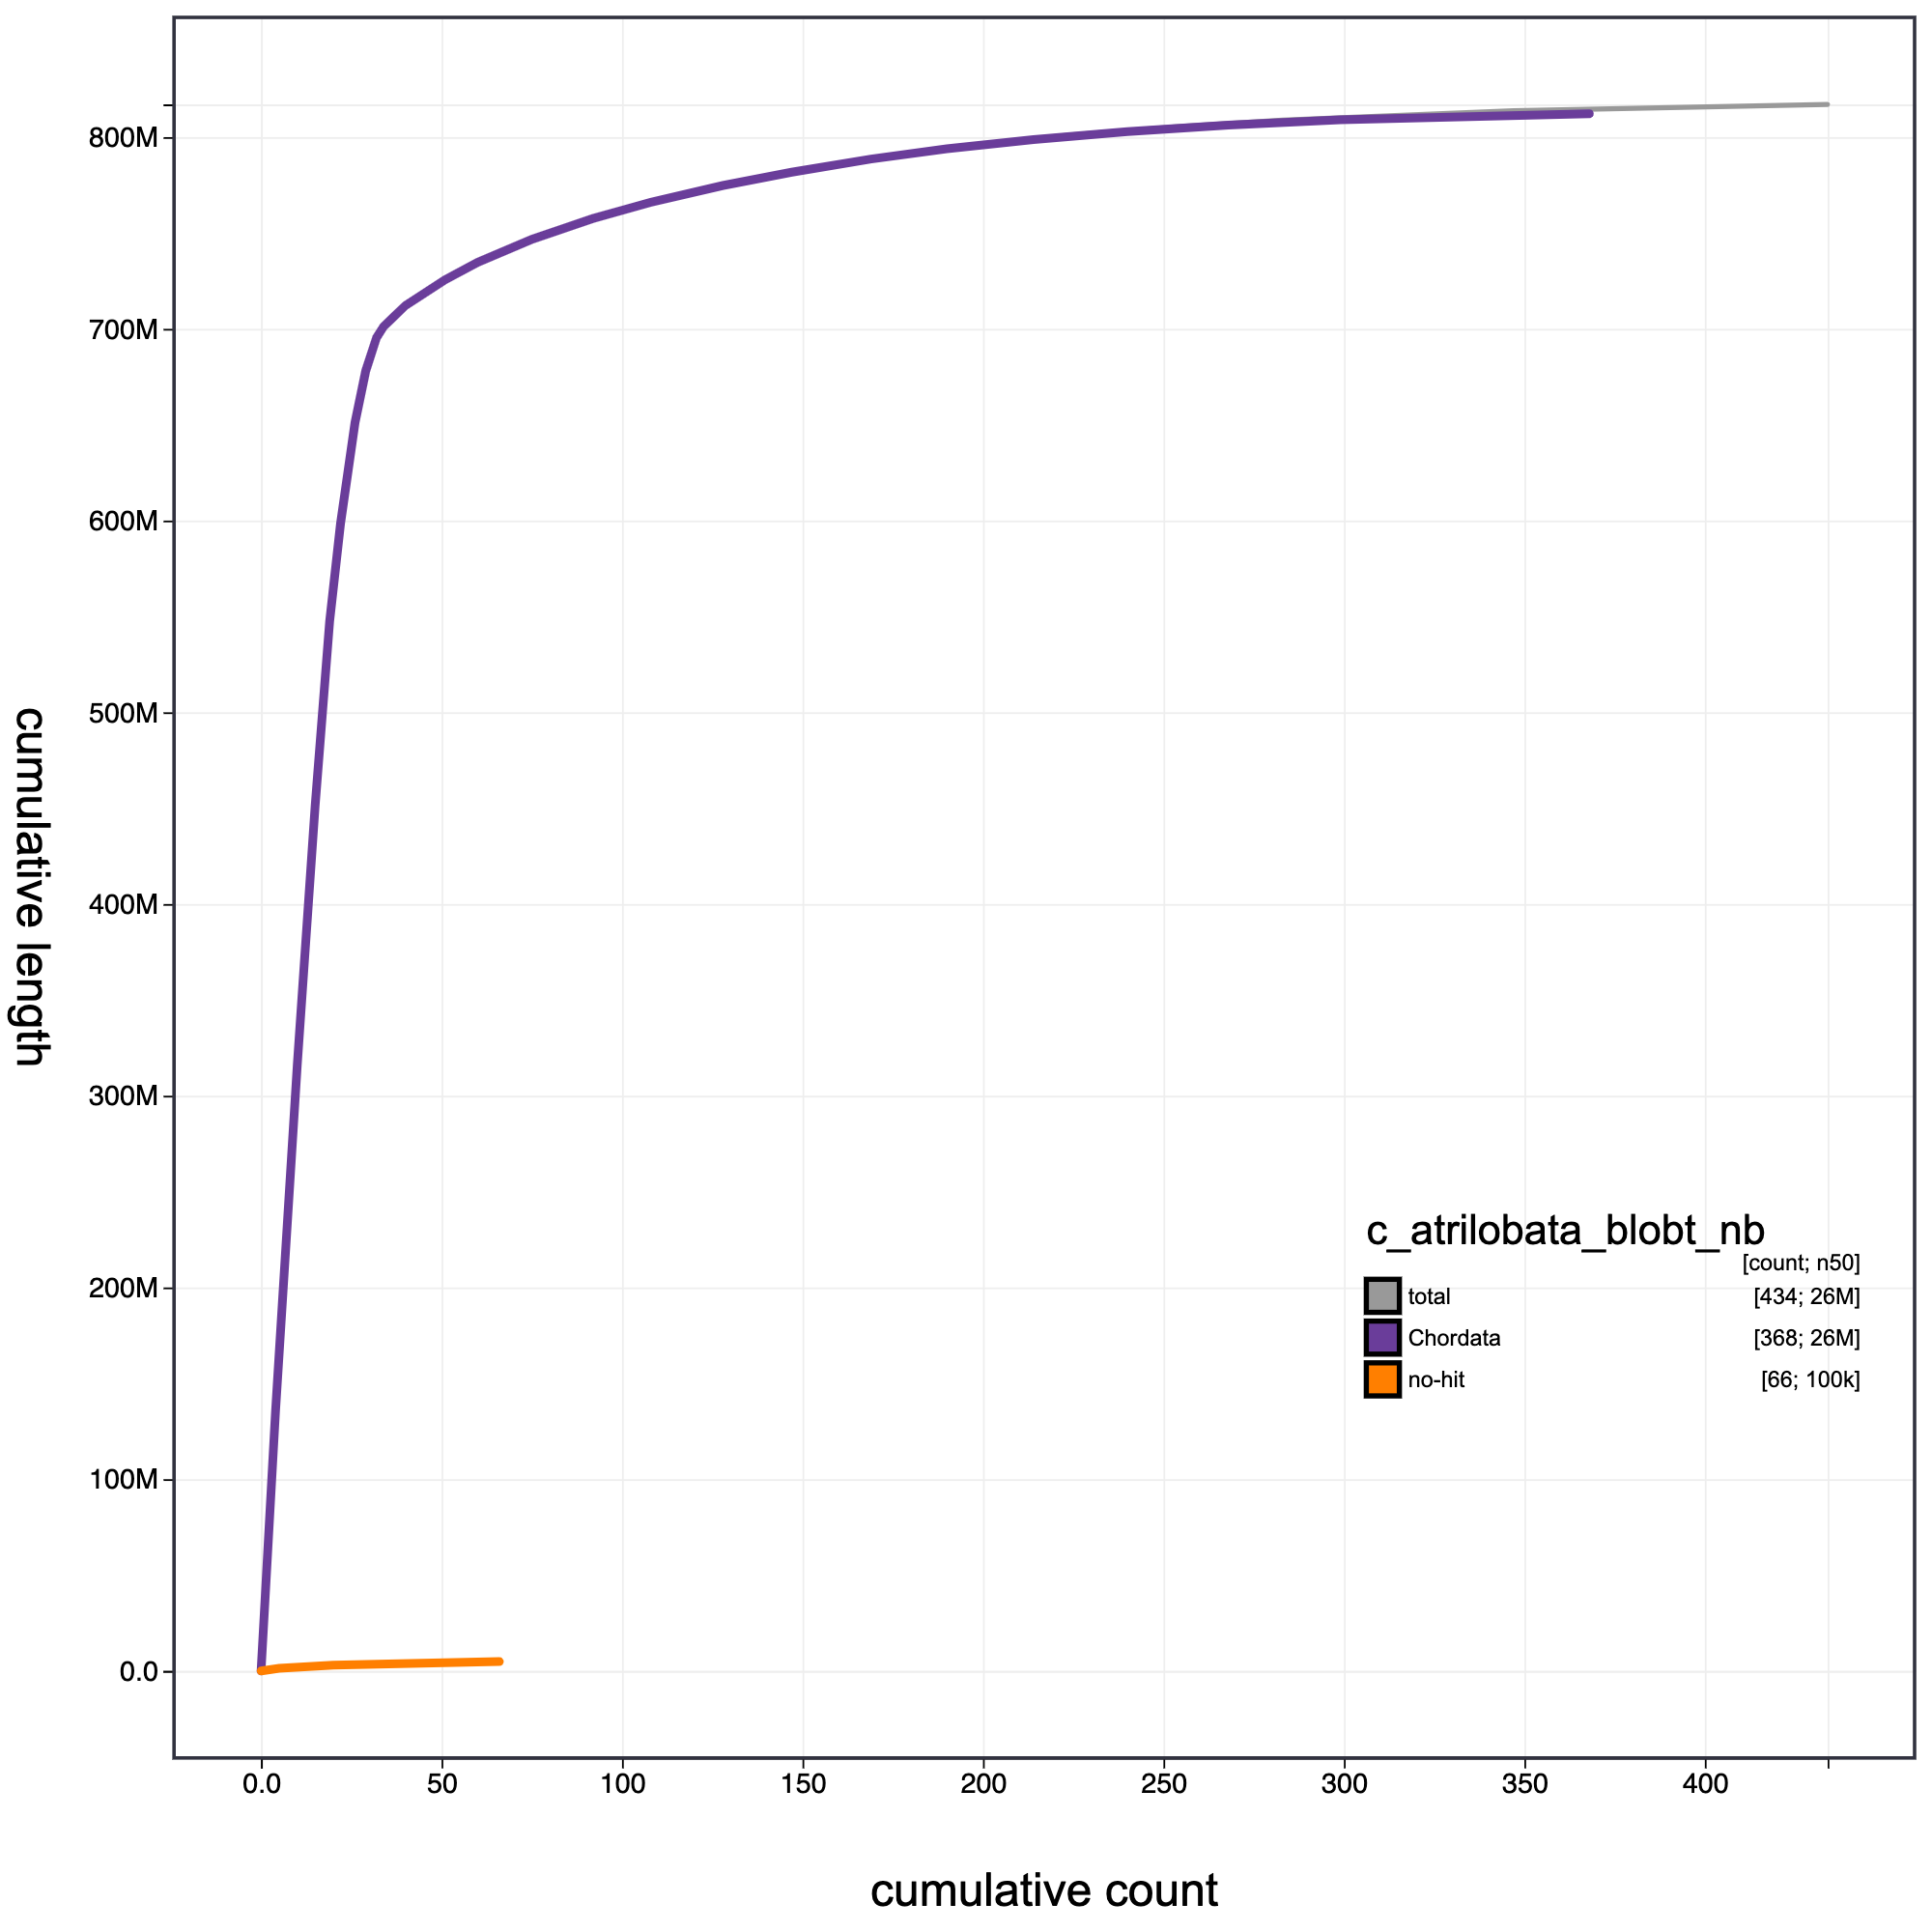 800M
700M
600M
500M
400M
300M
200M
100M
0.0
cumulative length
c_atrilobata_blobt_nb
[count; n50]
total [434; 26M]
Chordata [368; 26M]
no-hit [66; 100k]
0.0 50 100 150 200 250 300 350 400
cumulative count